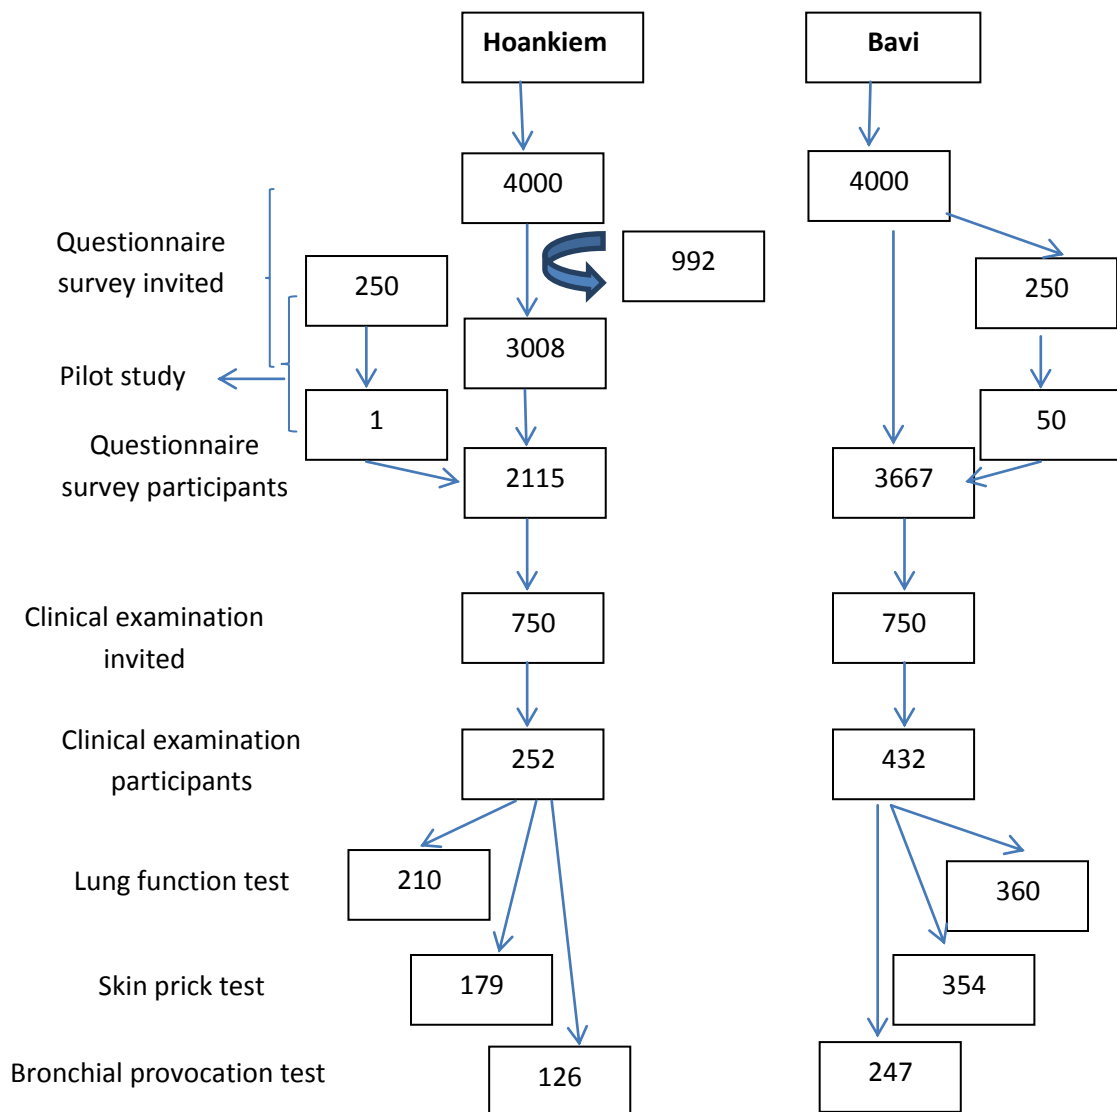 Hoankiem
Bavi
4000
4000
Questionnaire
survey invited
992
250
250
3008
Pilot study
1
50
Questionnaire
survey participants
2115
3667
Clinical examination
invited
750
750
Clinical examination
participants
252
432
Lung function test
210
360
Skin prick test
179
354
Bronchial provocation test
126
247